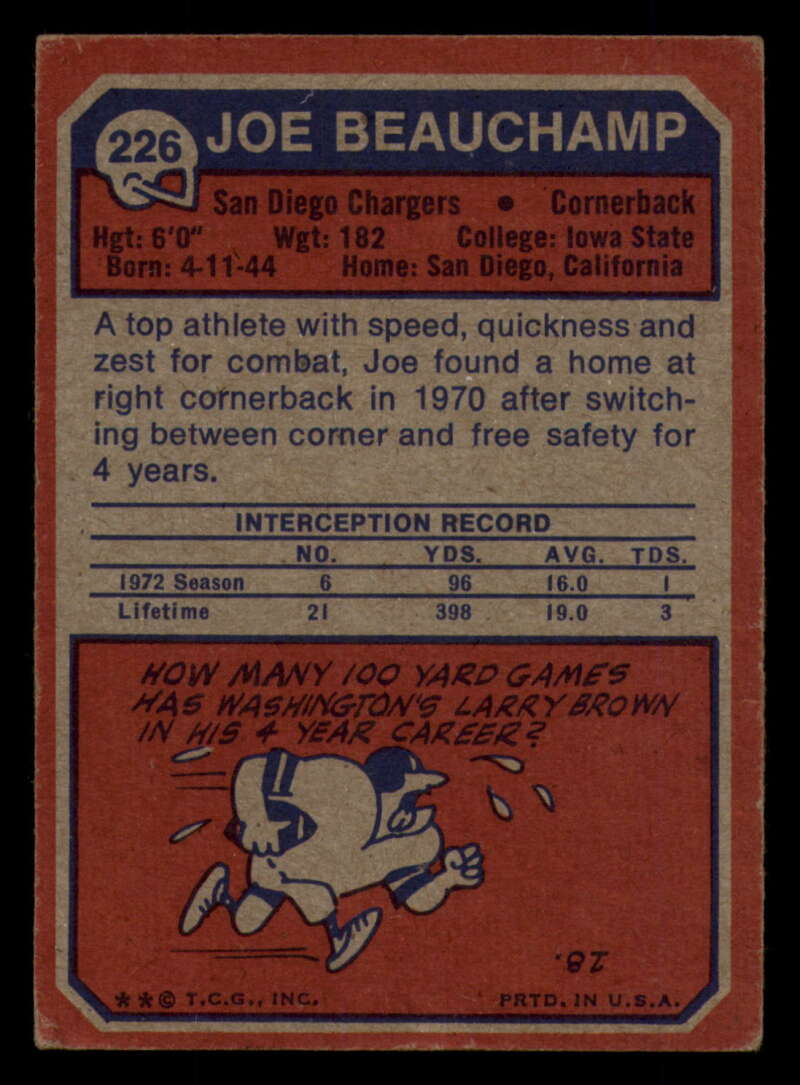 226 JOE BEAUCHAMP
San Diego Chargers • Cornerback
Hgt: 6'0" Wgt: 182 College: Iowa State
Born: 4-11-44 Home: San Diego, California
A top athlete with speed, quickness and
zest for combat, Joe found a home at
right cornerback in 1970 after switch-
ing between corner and free safety for
4 years.
INTERCEPTION RECORD
NO. YDS. AVG. TDS.
1972 Season 6 96 16.0 1
Lifetime 21 398 19.0 3
HOW MANY 100 YARD GAMES
HAS WASHINGTON'S LARRY BROWN
IN HIS 4 YEAR CAREER?
18.
**© T.C.G., INC. PRTD. IN U.S.A.